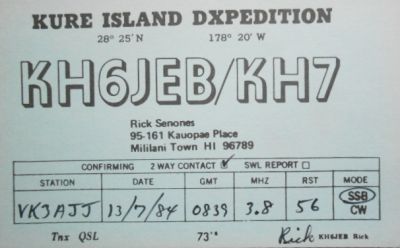 KURE ISLAND DXPEDITION
28° 25'N 178° 20'W
KH6JEB/KH7
Rick Senones
95-161 Kauopae Place
Mililani Town HI 96789
CONFIRMING 2 WAY CONTACT ☑ SWL REPORT ☐
STATION DATE GMT MHZ RST MODE
VK3AJJ 13/7/84 0839 3.8 56 SSB
CW
Tnx QSL 73's Rick KH6JEB Rick